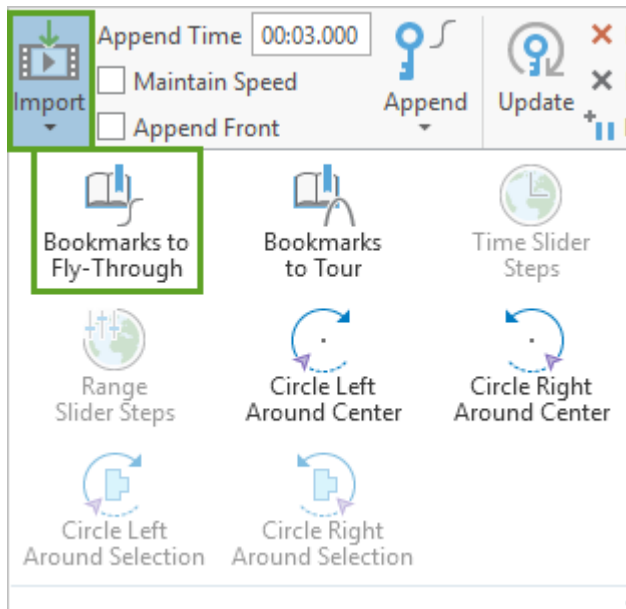 Append Time 00:03.000
Maintain Speed
Append Front
Import
Append
Update
Bookmarks to
Fly-Through
Bookmarks
to Tour
Time Slider
Steps
Range
Slider Steps
Circle Left
Around Center
Circle Right
Around Center
Circle Left
Around Selection
Circle Right
Around Selection